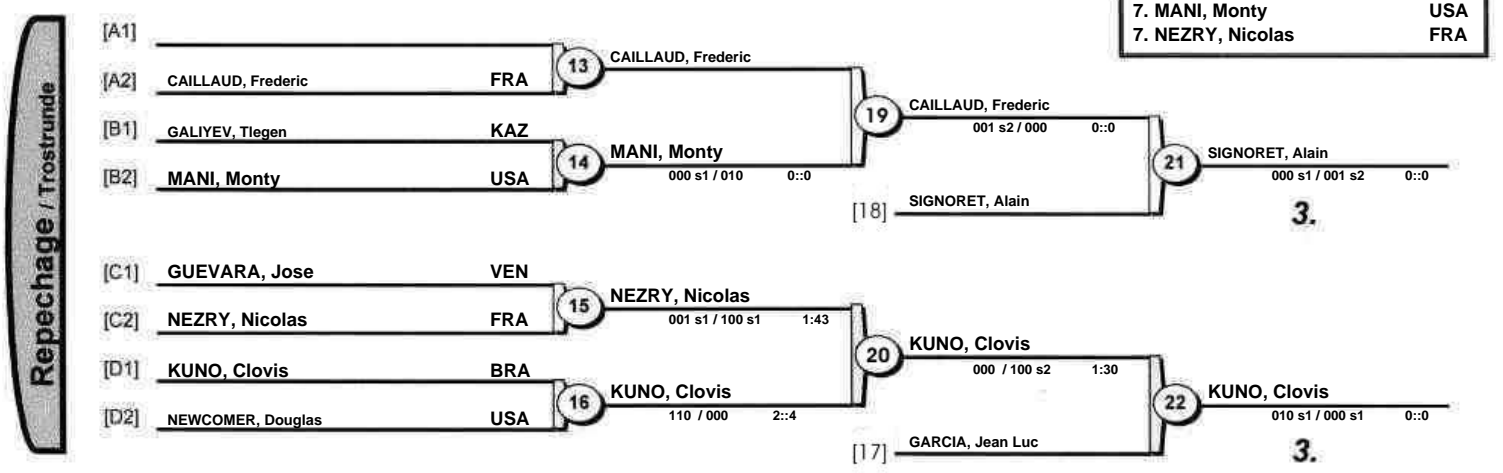 7. MANI, Monty USA
7. NEZRY, Nicolas FRA
Repechage / Trostrunde
[A1]
[A2] CAILLAUD, Frederic FRA
13 CAILLAUD, Frederic
[B1] GALIYEV, Tlegen KAZ
[B2] MANI, Monty USA
14 MANI, Monty
000 s1 / 010 0::0
19 CAILLAUD, Frederic
001 s2 / 000 0::0
[18] SIGNORET, Alain
21 SIGNORET, Alain
000 s1 / 001 s2 0::0
3.
[C1] GUEVARA, Jose VEN
[C2] NEZRY, Nicolas FRA
15 NEZRY, Nicolas
001 s1 / 100 s1 1:43
[D1] KUNO, Clovis BRA
[D2] NEWCOMER, Douglas USA
16 KUNO, Clovis
110 / 000 2::4
20 KUNO, Clovis
000 / 100 s2 1:30
[17] GARCIA, Jean Luc
22 KUNO, Clovis
010 s1 / 000 s1 0::0
3.